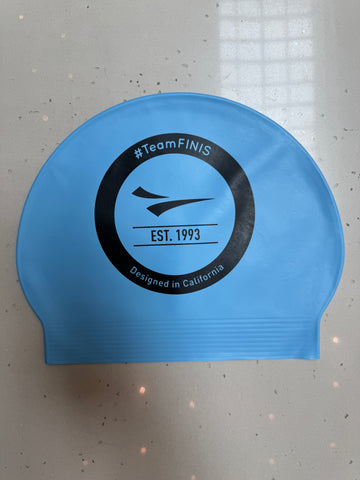 #TeamFINIS
EST. 1993
Designed in California